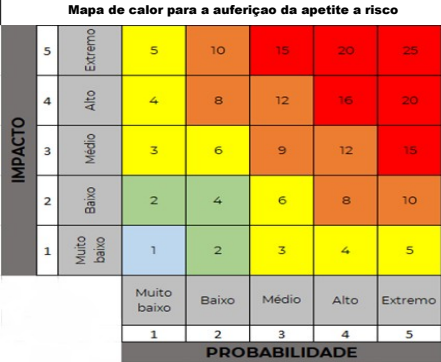 Mapa de calor para a auferiçao da apetite a risco
IMPACTO
5 Extremo 5 10 15 20 25
4 Alto 4 8 12 16 20
3 Médio 3 6 9 12 15
2 Baixo 2 4 6 8 10
1 Muito baixo 1 2 3 4 5
Muito baixo Baixo Médio Alto Extremo
1 2 3 4 5
PROBABILIDADE